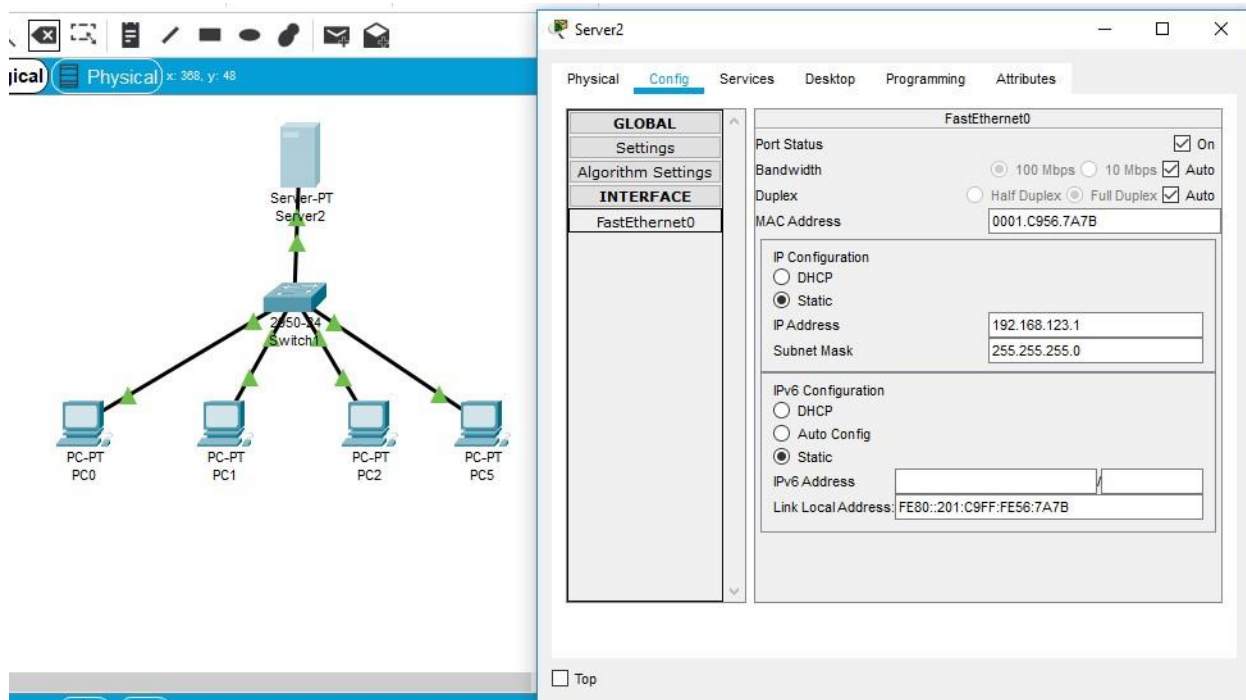 Server2
gical Physical x: 368, y: 48
Physical Config Services Desktop Programming Attributes
GLOBAL
Settings
Algorithm Settings
INTERFACE
FastEthernet0
FastEthernet0
Port Status On
Bandwidth 100 Mbps 10 Mbps Auto
Duplex Half Duplex Full Duplex Auto
MAC Address 0001.C956.7A7B
IP Configuration
DHCP
Static
IP Address 192.168.123.1
Subnet Mask 255.255.255.0
IPv6 Configuration
DHCP
Auto Config
Static
IPv6 Address /
Link Local Address: FE80::201:C9FF:FE56:7A7B
Top
Server-PT
Server2
2950-24
Switch1
PC-PT
PC0
PC-PT
PC1
PC-PT
PC2
PC-PT
PC5